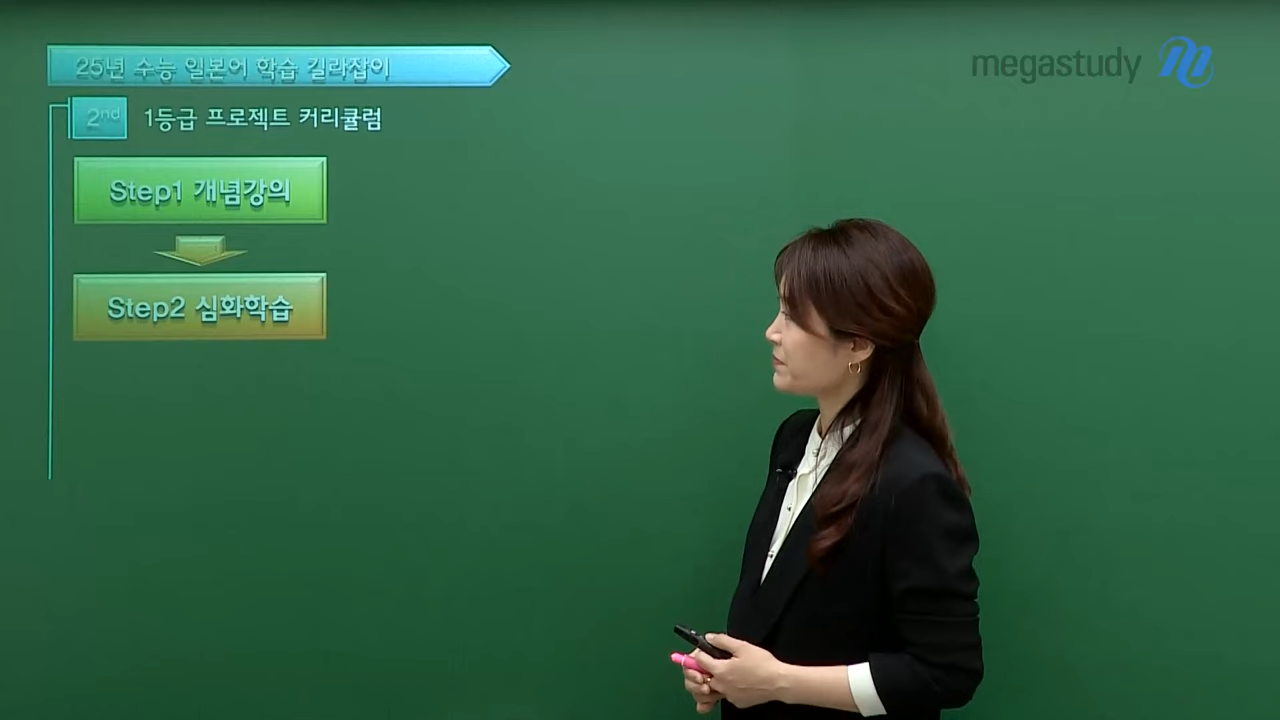 25년 수능 일본어 학습 길라잡이
megastudy
2nd 1등급 프로젝트 커리큘럼
Step1 개념강의
Step2 심화학습